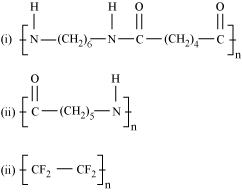 H H O O
(i) [ N — (CH₂)₆ — N — C — (CH₂)₄ — C ]n
O H
(ii) [ C — (CH₂)₅ — N ]n
(ii) [ CF₂ — CF₂ ]n